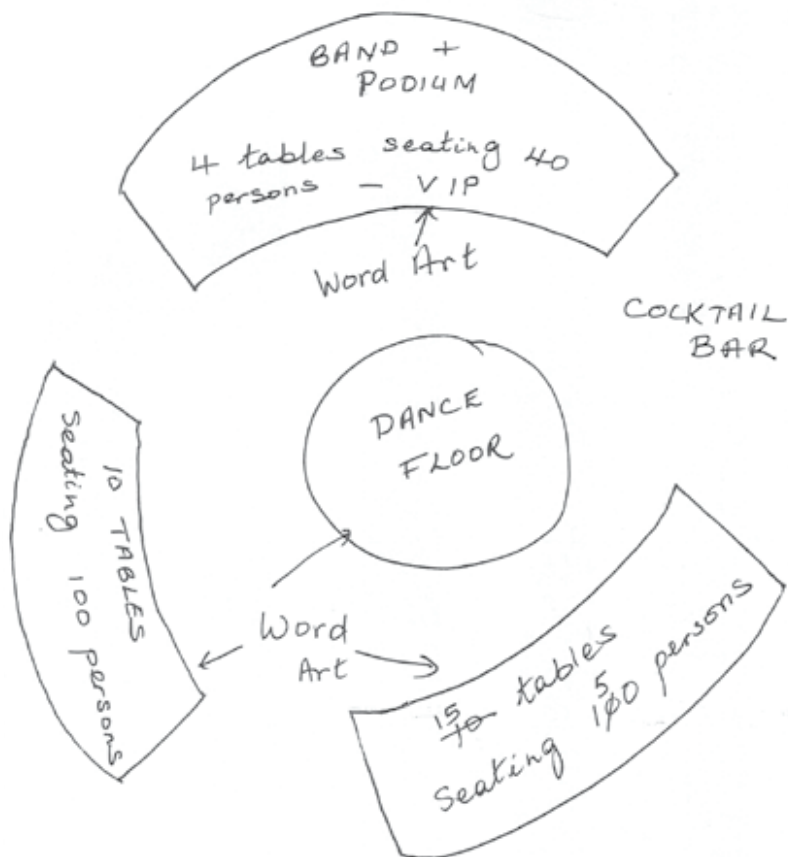 BAND +
PODIUM
4 tables seating 40
persons - VIP
Word Art
COCKTAIL
BAR
DANCE
FLOOR
10 TABLES
Seating 100 persons
Word
Art
15 tables
Seating 150 persons